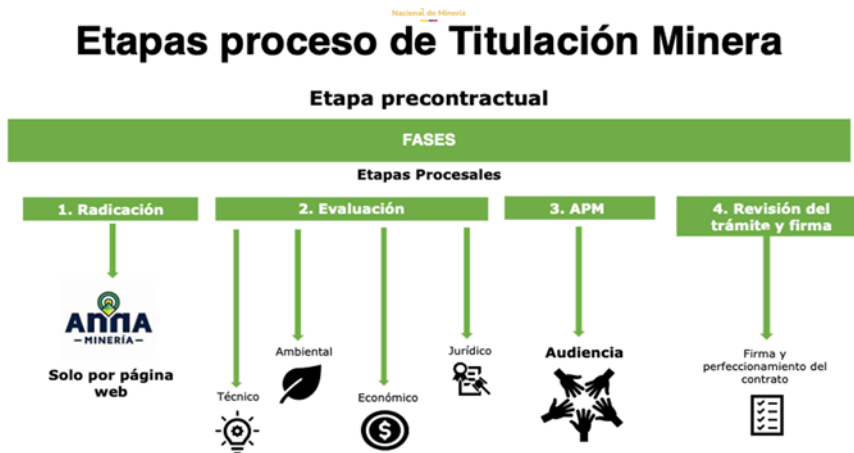 Nacional de Minería
Etapas proceso de Titulación Minera
Etapa precontractual
FASES
Etapas Procesales
1. Radicación
2. Evaluación
3. APM
4. Revisión del
trámite y firma
ANNA
—MINERÍA—
Solo por página
web
Técnico
Ambiental
Económico
Jurídico
Audiencia
Firma y
perfeccionamiento del
contrato